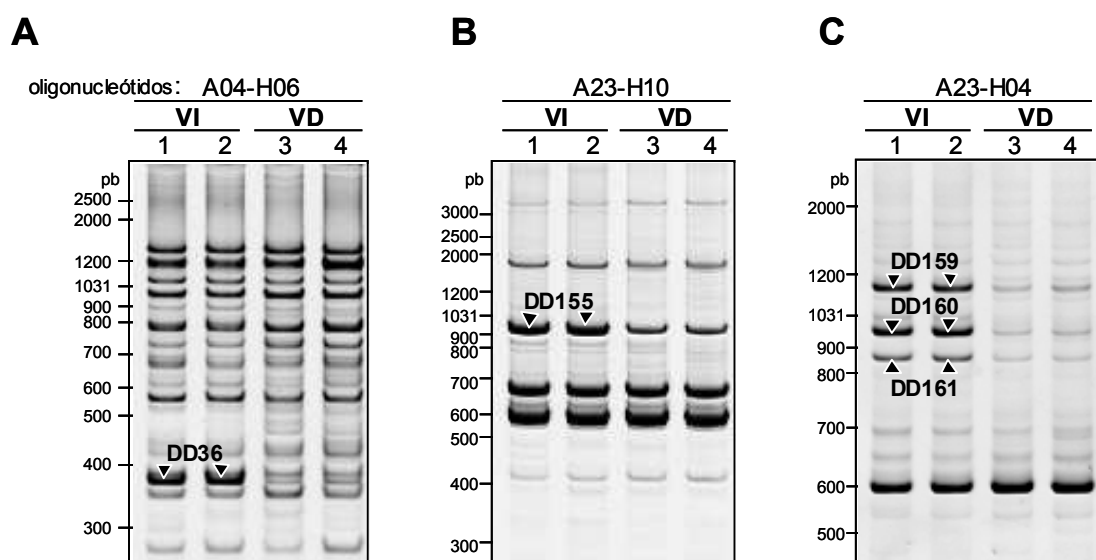 A
oligonucleótidos: A04-H06
VI VD
1 2 3 4
pb
2500
2000
1200
1031
900
800
700
600
500
400
300
DD36
B
A23-H10
VI VD
1 2 3 4
pb
3000
2500
2000
1200
1031
900
800
700
600
500
400
300
DD155
C
A23-H04
VI VD
1 2 3 4
pb
2000
1200
1031
900
800
700
600
500
DD159
DD160
DD161